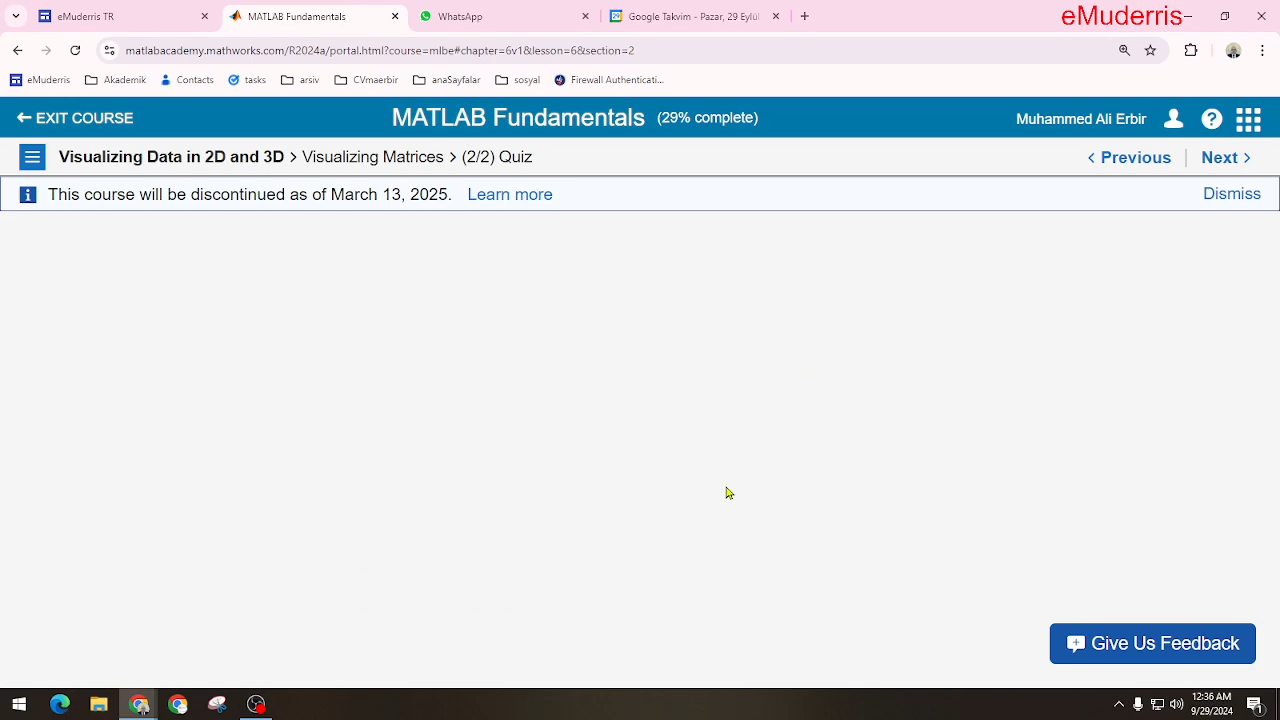 eMuderris TR
MATLAB Fundamentals
WhatsApp
Google Takvim - Pazar, 29 Eylül
eMuderris
matlabacademy.mathworks.com/R2024a/portal.html?course=mlbe#chapter=6v1&lesson=6&section=2
eMuderris
Akademik
Contacts
tasks
arsiv
CVmaerbir
anaSayfalar
sosyal
Firewall Authenticati...
EXIT COURSE
MATLAB Fundamentals (29% complete)
Muhammed Ali Erbir
Visualizing Data in 2D and 3D > Visualizing Matrices > (2/2) Quiz
< Previous
Next >
This course will be discontinued as of March 13, 2025. Learn more
Dismiss
Give Us Feedback
12:36 AM
9/29/2024
1